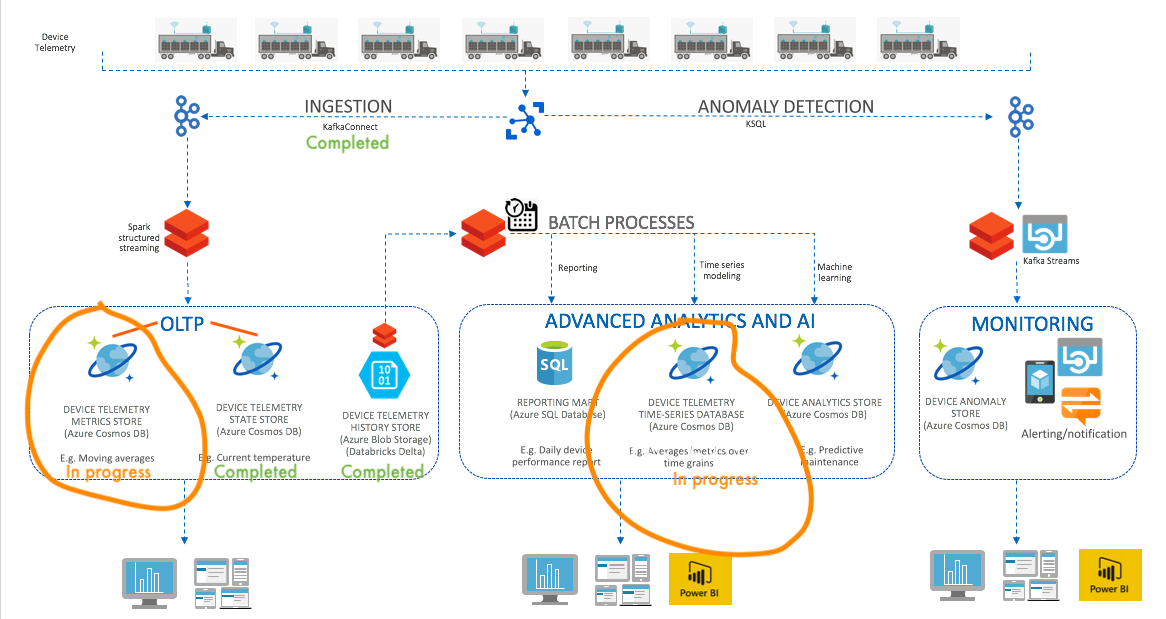 Device
Telemetry
INGESTION
KafkaConnect
Completed
ANOMALY DETECTION
KSQL
Spark
structured
streaming
BATCH PROCESSES
Reporting
Time series
modeling
Machine
learning
Kafka Streams
OLTP
DEVICE TELEMETRY
METRICS STORE
(Azure Cosmos DB)
E.g. Moving averages
In progress
DEVICE TELEMETRY
STATE STORE
(Azure Cosmos DB)
E.g. Current temperature
Completed
10
01
DEVICE TELEMETRY
HISTORY STORE
(Azure Blob Storage)
(Databricks Delta)
Completed
ADVANCED ANALYTICS AND AI
SQL
REPORTING MART
(Azure SQL Database)
E.g. Daily device
performance report
DEVICE TELEMETRY
TIME-SERIES DATABASE
(Azure Cosmos DB)
E.g. Averages/metrics over
time grains
In progress
DEVICE ANALYTICS STORE
(Azure Cosmos DB)
E.g. Predictive
maintenance
MONITORING
DEVICE ANOMALY
STORE
(Azure Cosmos DB)
Alerting/notification
Power BI
Power BI